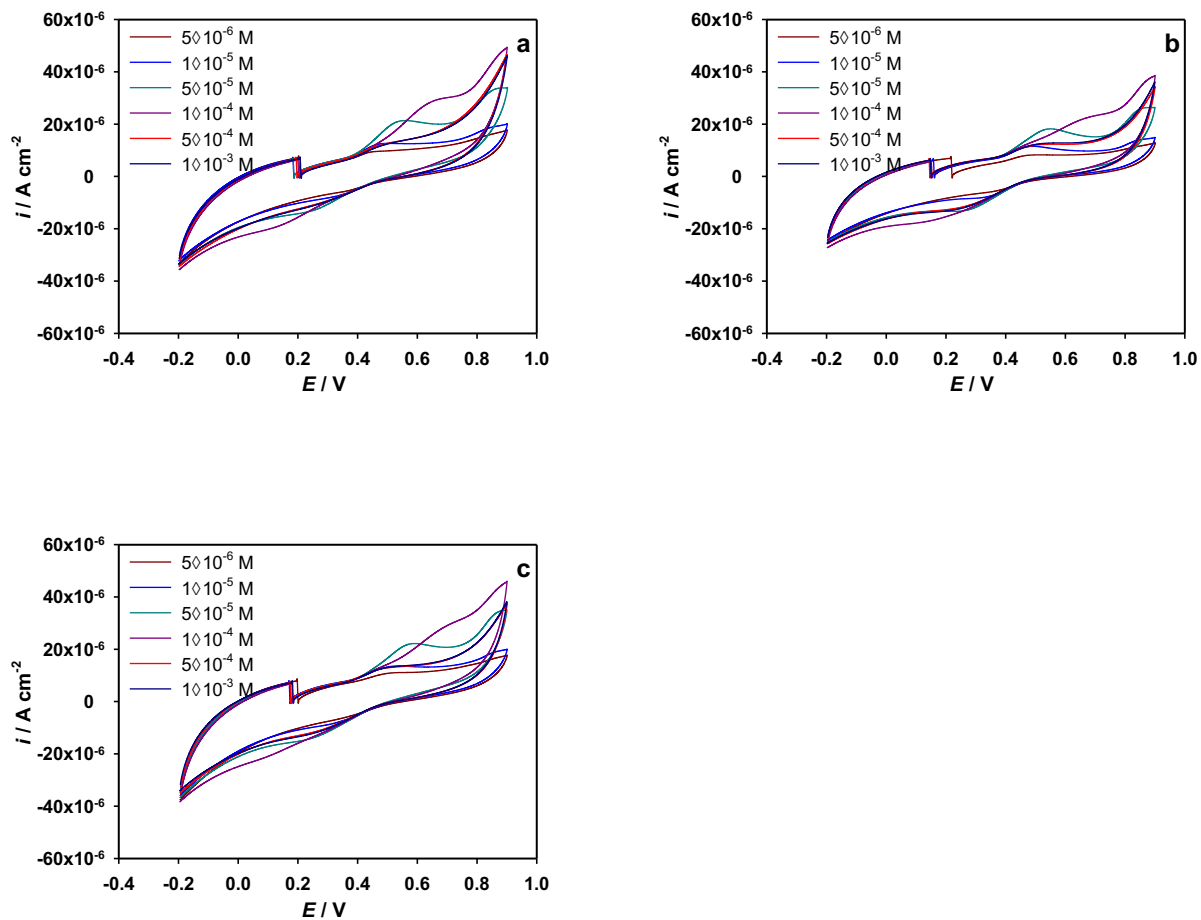 a
60x10⁻⁶
40x10⁻⁶
20x10⁻⁶
0
-20x10⁻⁶
-40x10⁻⁶
-60x10⁻⁶
i / A cm⁻²
5◊10⁻⁶ M
1◊10⁻⁵ M
5◊10⁻⁵ M
1◊10⁻⁴ M
5◊10⁻⁴ M
1◊10⁻³ M
-0.4 -0.2 0.0 0.2 0.4 0.6 0.8 1.0
E / V
b
60x10⁻⁶
40x10⁻⁶
20x10⁻⁶
0
-20x10⁻⁶
-40x10⁻⁶
-60x10⁻⁶
i / A cm⁻²
5◊10⁻⁶ M
1◊10⁻⁵ M
5◊10⁻⁵ M
1◊10⁻⁴ M
5◊10⁻⁴ M
1◊10⁻³ M
-0.4 -0.2 0.0 0.2 0.4 0.6 0.8 1.0
E / V
c
60x10⁻⁶
40x10⁻⁶
20x10⁻⁶
0
-20x10⁻⁶
-40x10⁻⁶
-60x10⁻⁶
i / A cm⁻²
5◊10⁻⁶ M
1◊10⁻⁵ M
5◊10⁻⁵ M
1◊10⁻⁴ M
5◊10⁻⁴ M
1◊10⁻³ M
-0.4 -0.2 0.0 0.2 0.4 0.6 0.8 1.0
E / V